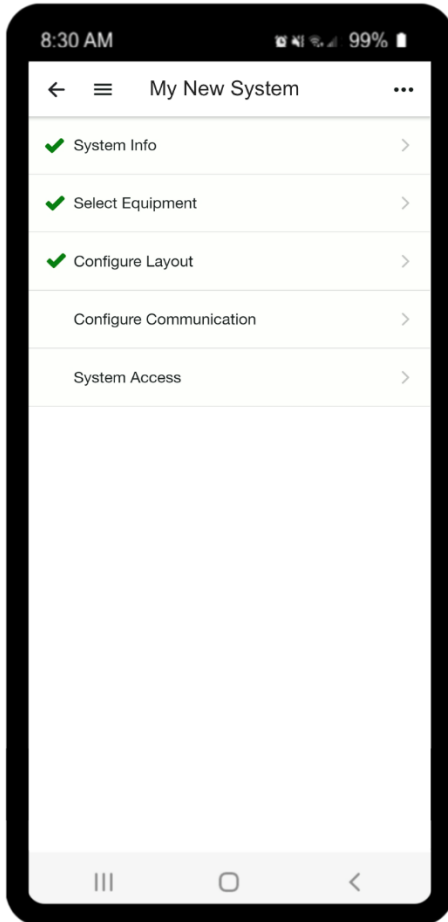 8:30 AM 99%
My New System
System Info
Select Equipment
Configure Layout
Configure Communication
System Access